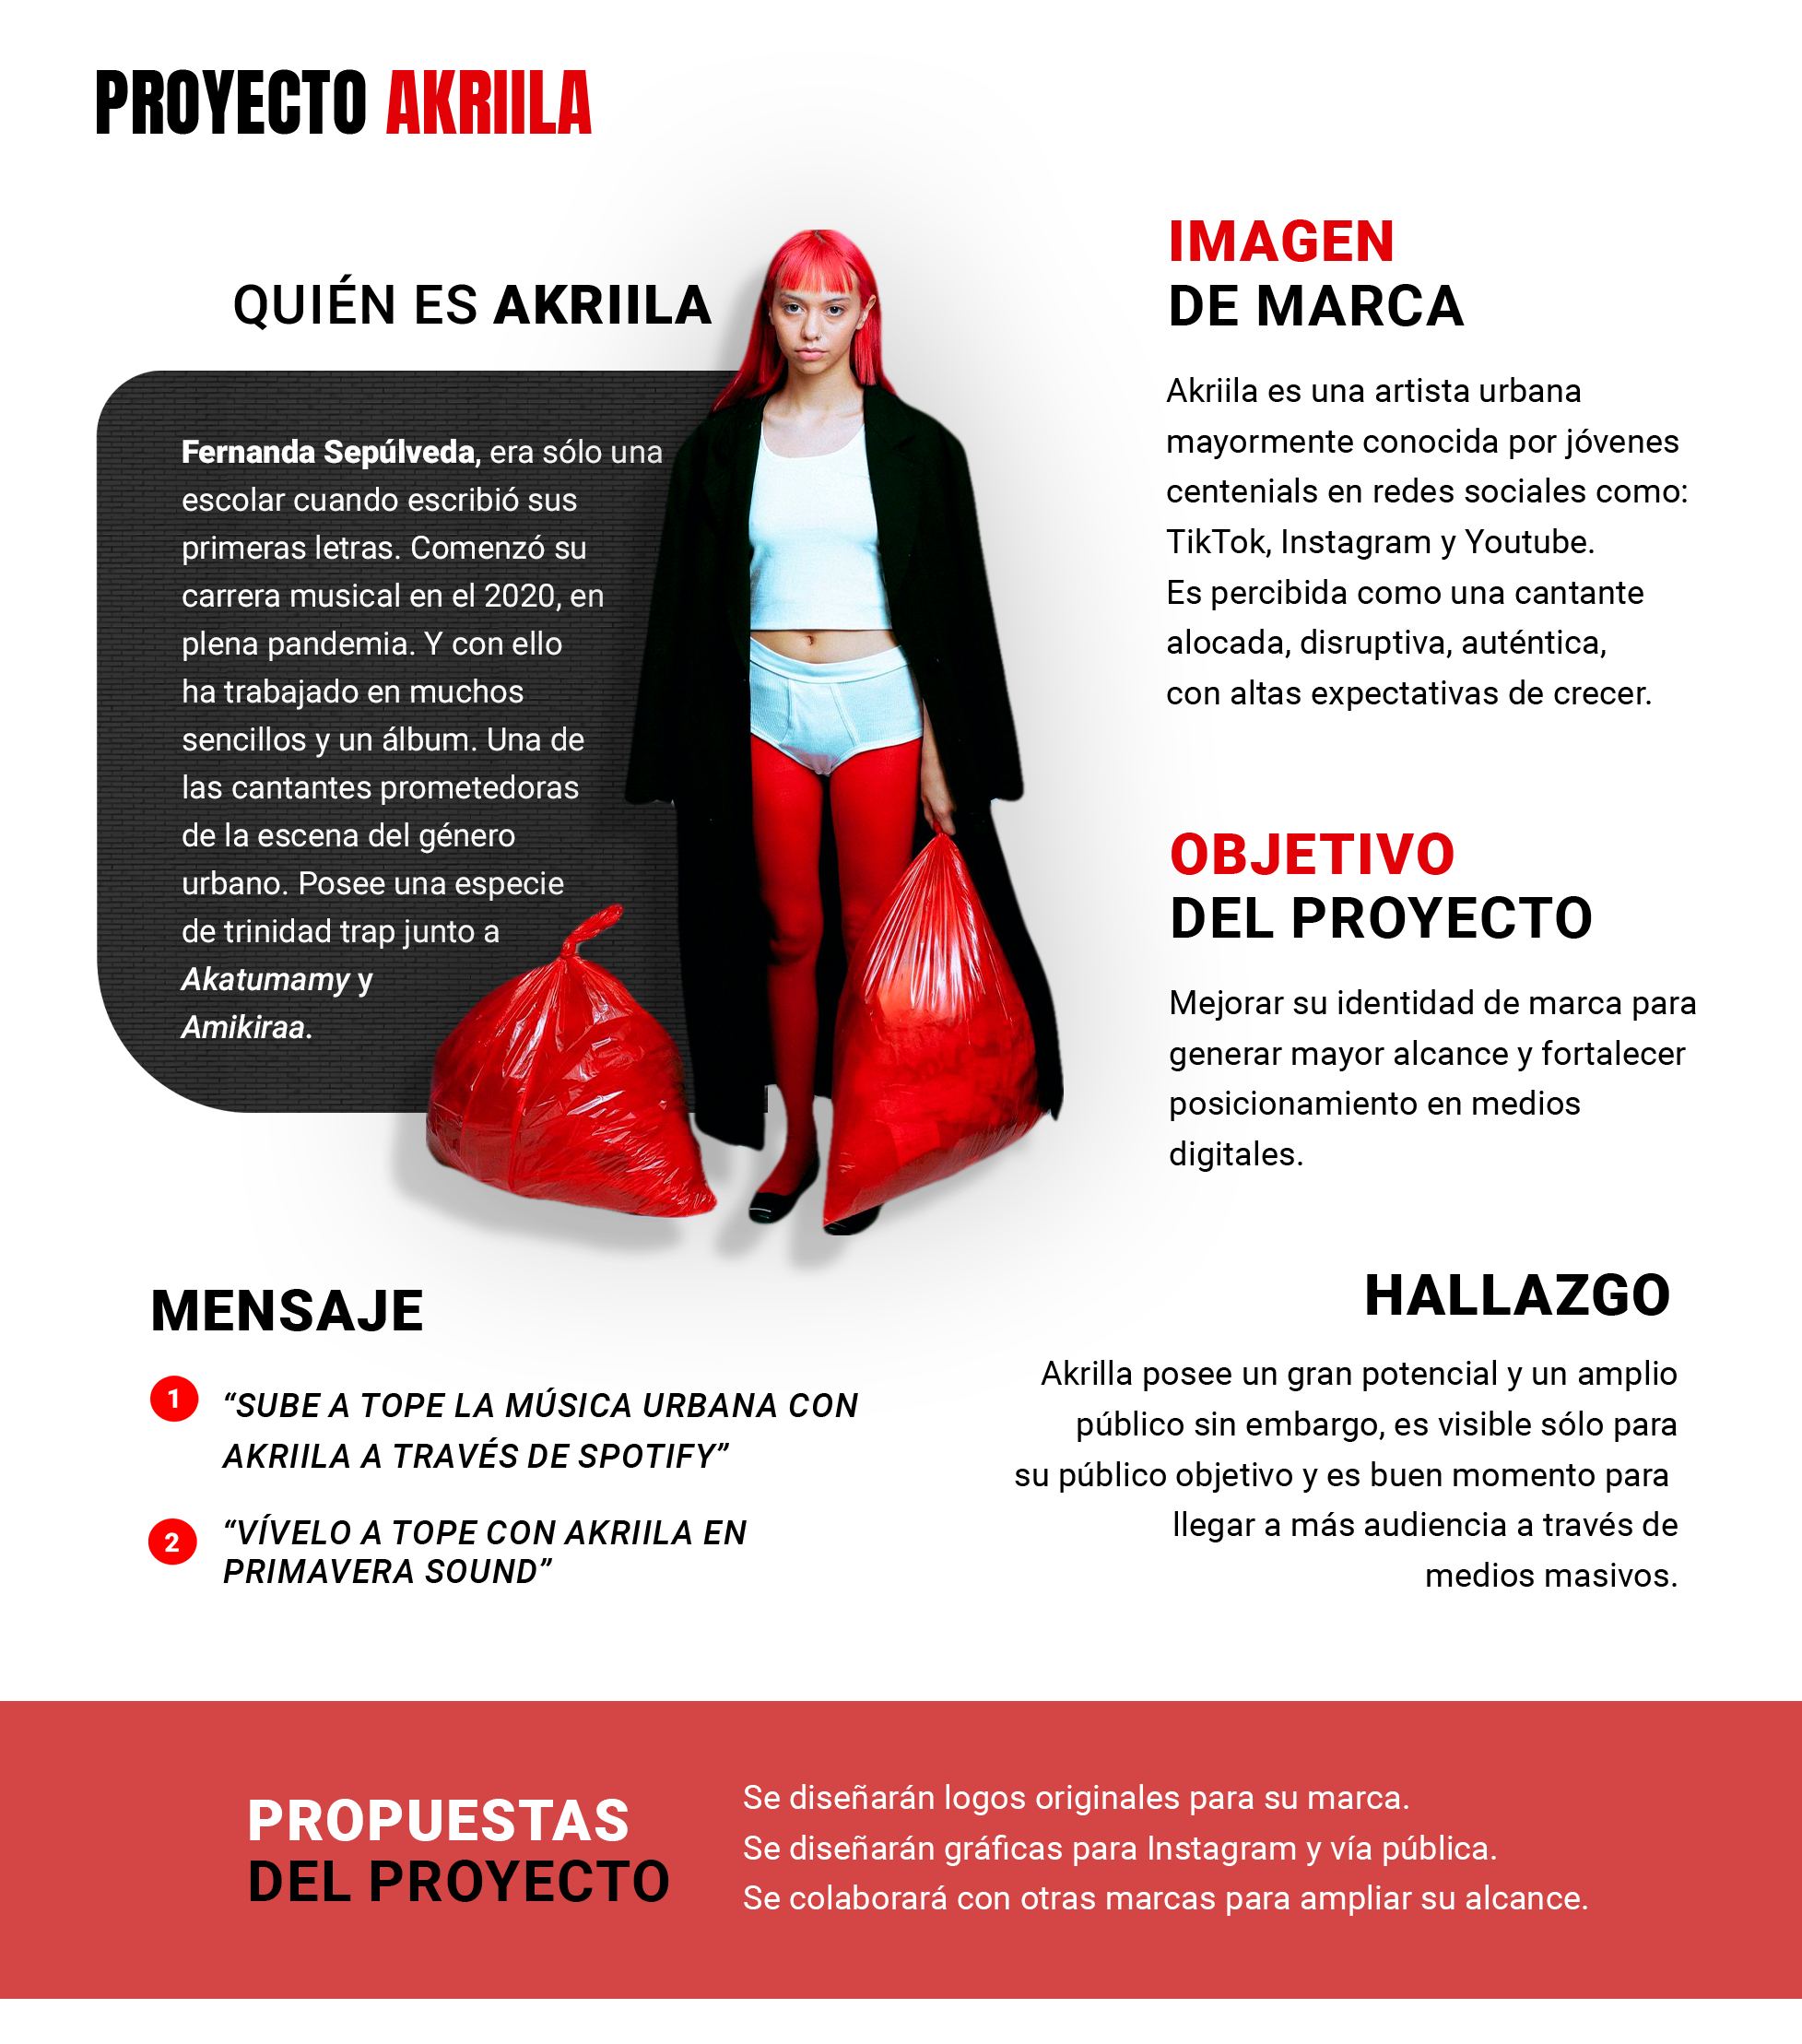 PROYECTO AKRIILA
QUIÉN ES AKRIILA
Fernanda Sepúlveda, era sólo una
escolar cuando escribió sus
primeras letras. Comenzó su
carrera musical en el 2020, en
plena pandemia. Y con ello
ha trabajado en muchos
sencillos y un álbum. Una de
las cantantes prometedoras
de la escena del género
urbano. Posee una especie
de trinidad trap junto a
Akatumamy y
Amikiraa.
IMAGEN
DE MARCA
Akriila es una artista urbana
mayormente conocida por jóvenes
centenials en redes sociales como:
TikTok, Instagram y Youtube.
Es percibida como una cantante
alocada, disruptiva, auténtica,
con altas expectativas de crecer.
OBJETIVO
DEL PROYECTO
Mejorar su identidad de marca para
generar mayor alcance y fortalecer
posicionamiento en medios
digitales.
MENSAJE
1 “SUBE A TOPE LA MÚSICA URBANA CON
AKRIILA A TRAVÉS DE SPOTIFY”
2 “VÍVELO A TOPE CON AKRIILA EN
PRIMAVERA SOUND”
HALLAZGO
Akrilla posee un gran potencial y un amplio
público sin embargo, es visible sólo para
su público objetivo y es buen momento para
llegar a más audiencia a través de
medios masivos.
PROPUESTAS
DEL PROYECTO
Se diseñarán logos originales para su marca.
Se diseñarán gráficas para Instagram y vía pública.
Se colaborará con otras marcas para ampliar su alcance.